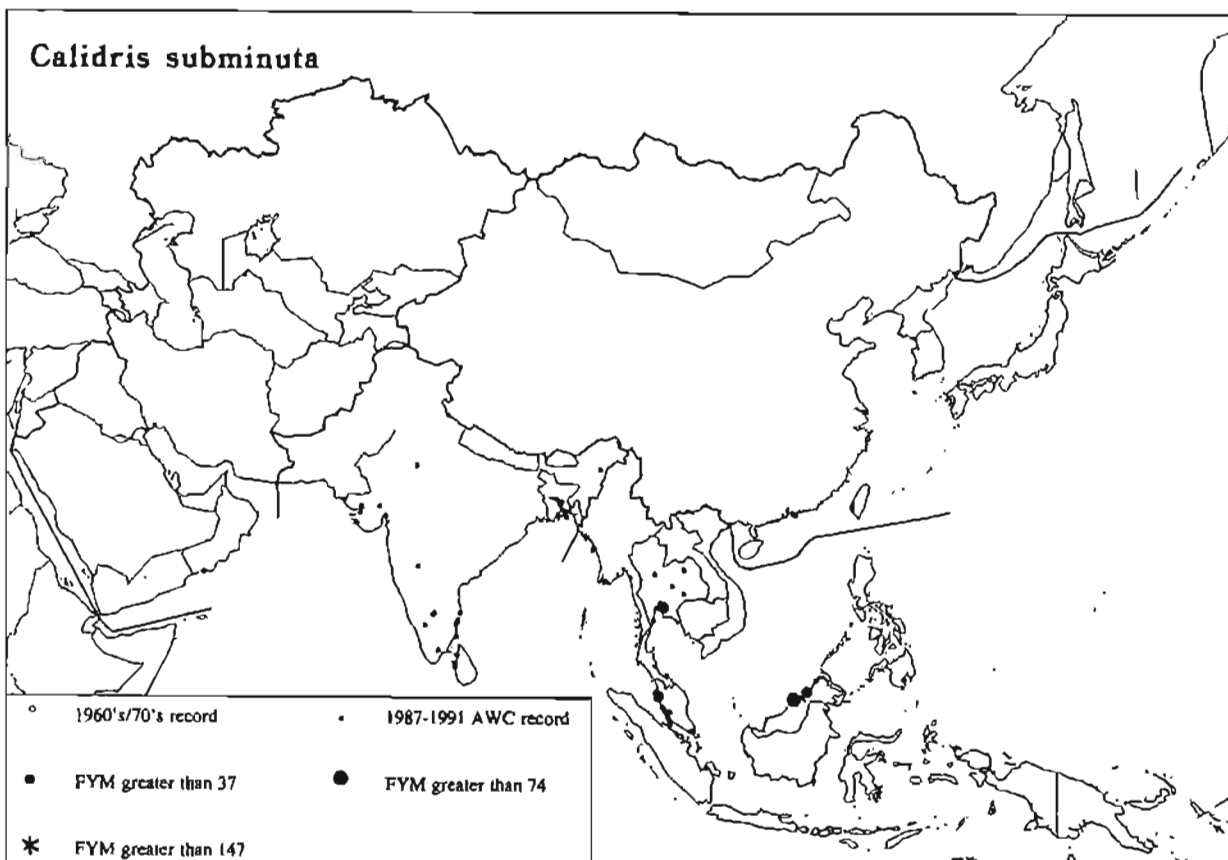 Calidris subminuta
1960's/70's record
1987-1991 AWC record
FYM greater than 37
FYM greater than 74
FYM greater than 147